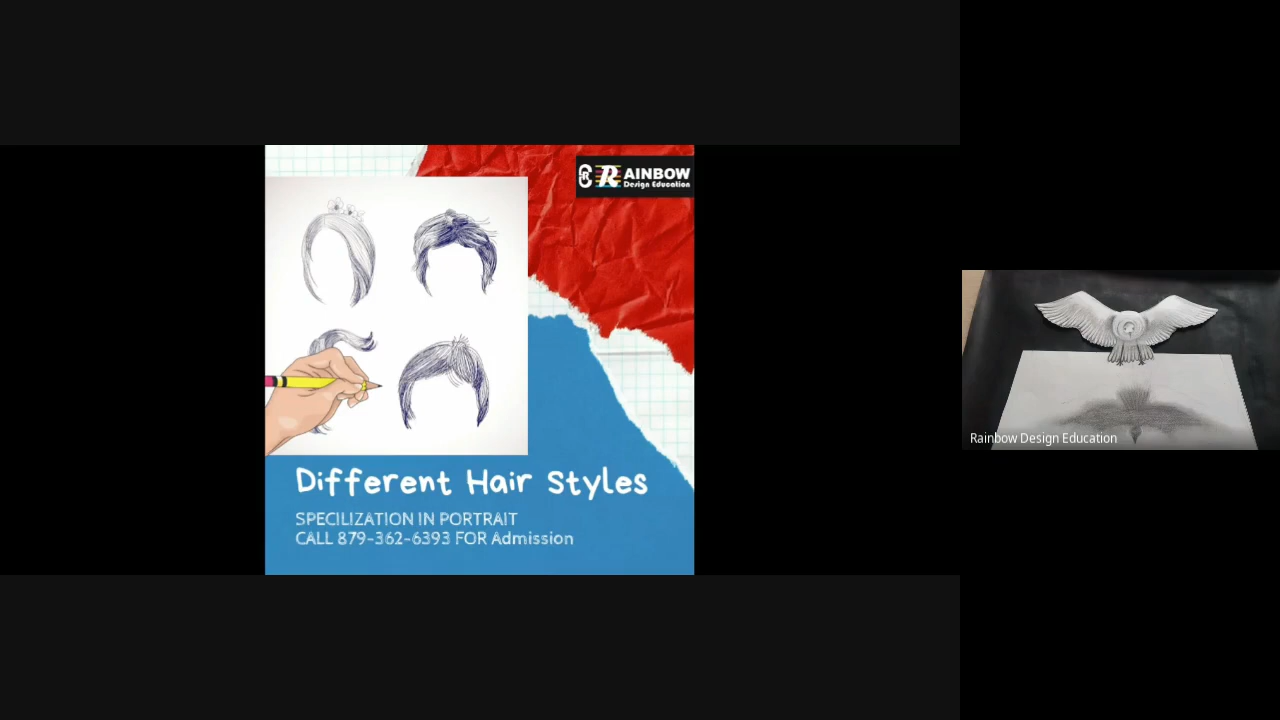 RAINBOW
Design Education
Different Hair Styles
SPECILIZATION IN PORTRAIT
CALL 879-362-6393 FOR Admission
Rainbow Design Education